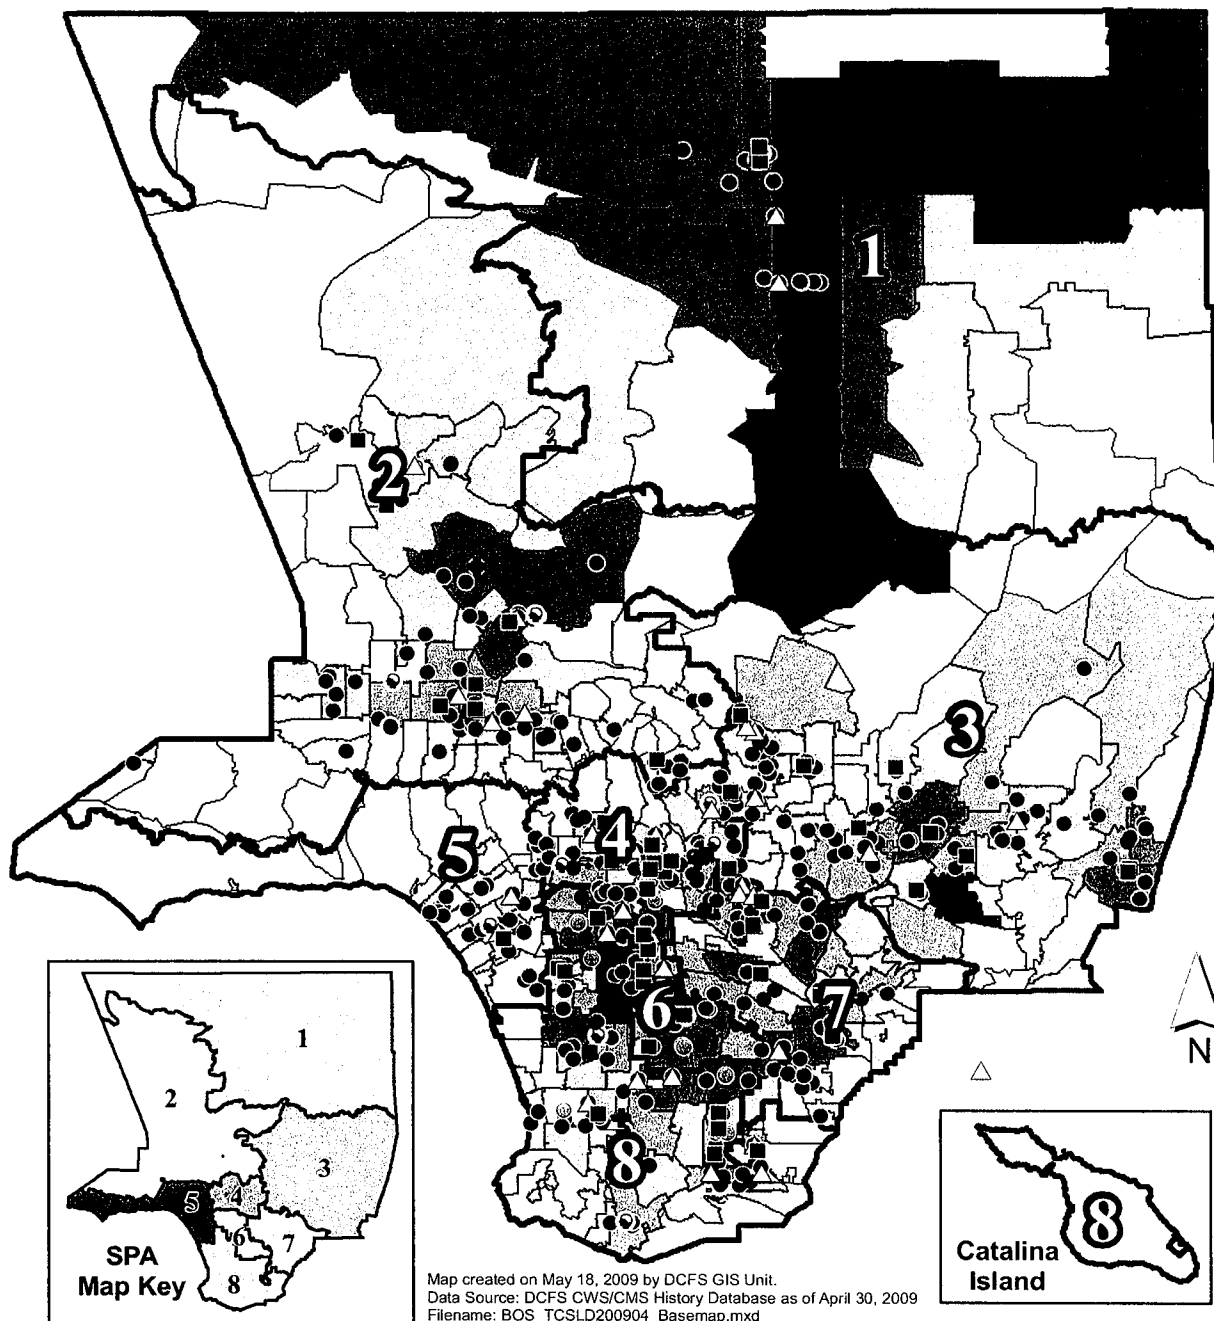 1
2
3
4
5
6
7
8
N
1
2
3
4
5
6
7
8
8
SPA
Map Key
8
Catalina
Island
Map created on May 18, 2009 by DCFS GIS Unit.
Data Source: DCFS CWS/CMS History Database as of April 30, 2009
Filename: BOS_TCSLD200904_Basemap.mxd